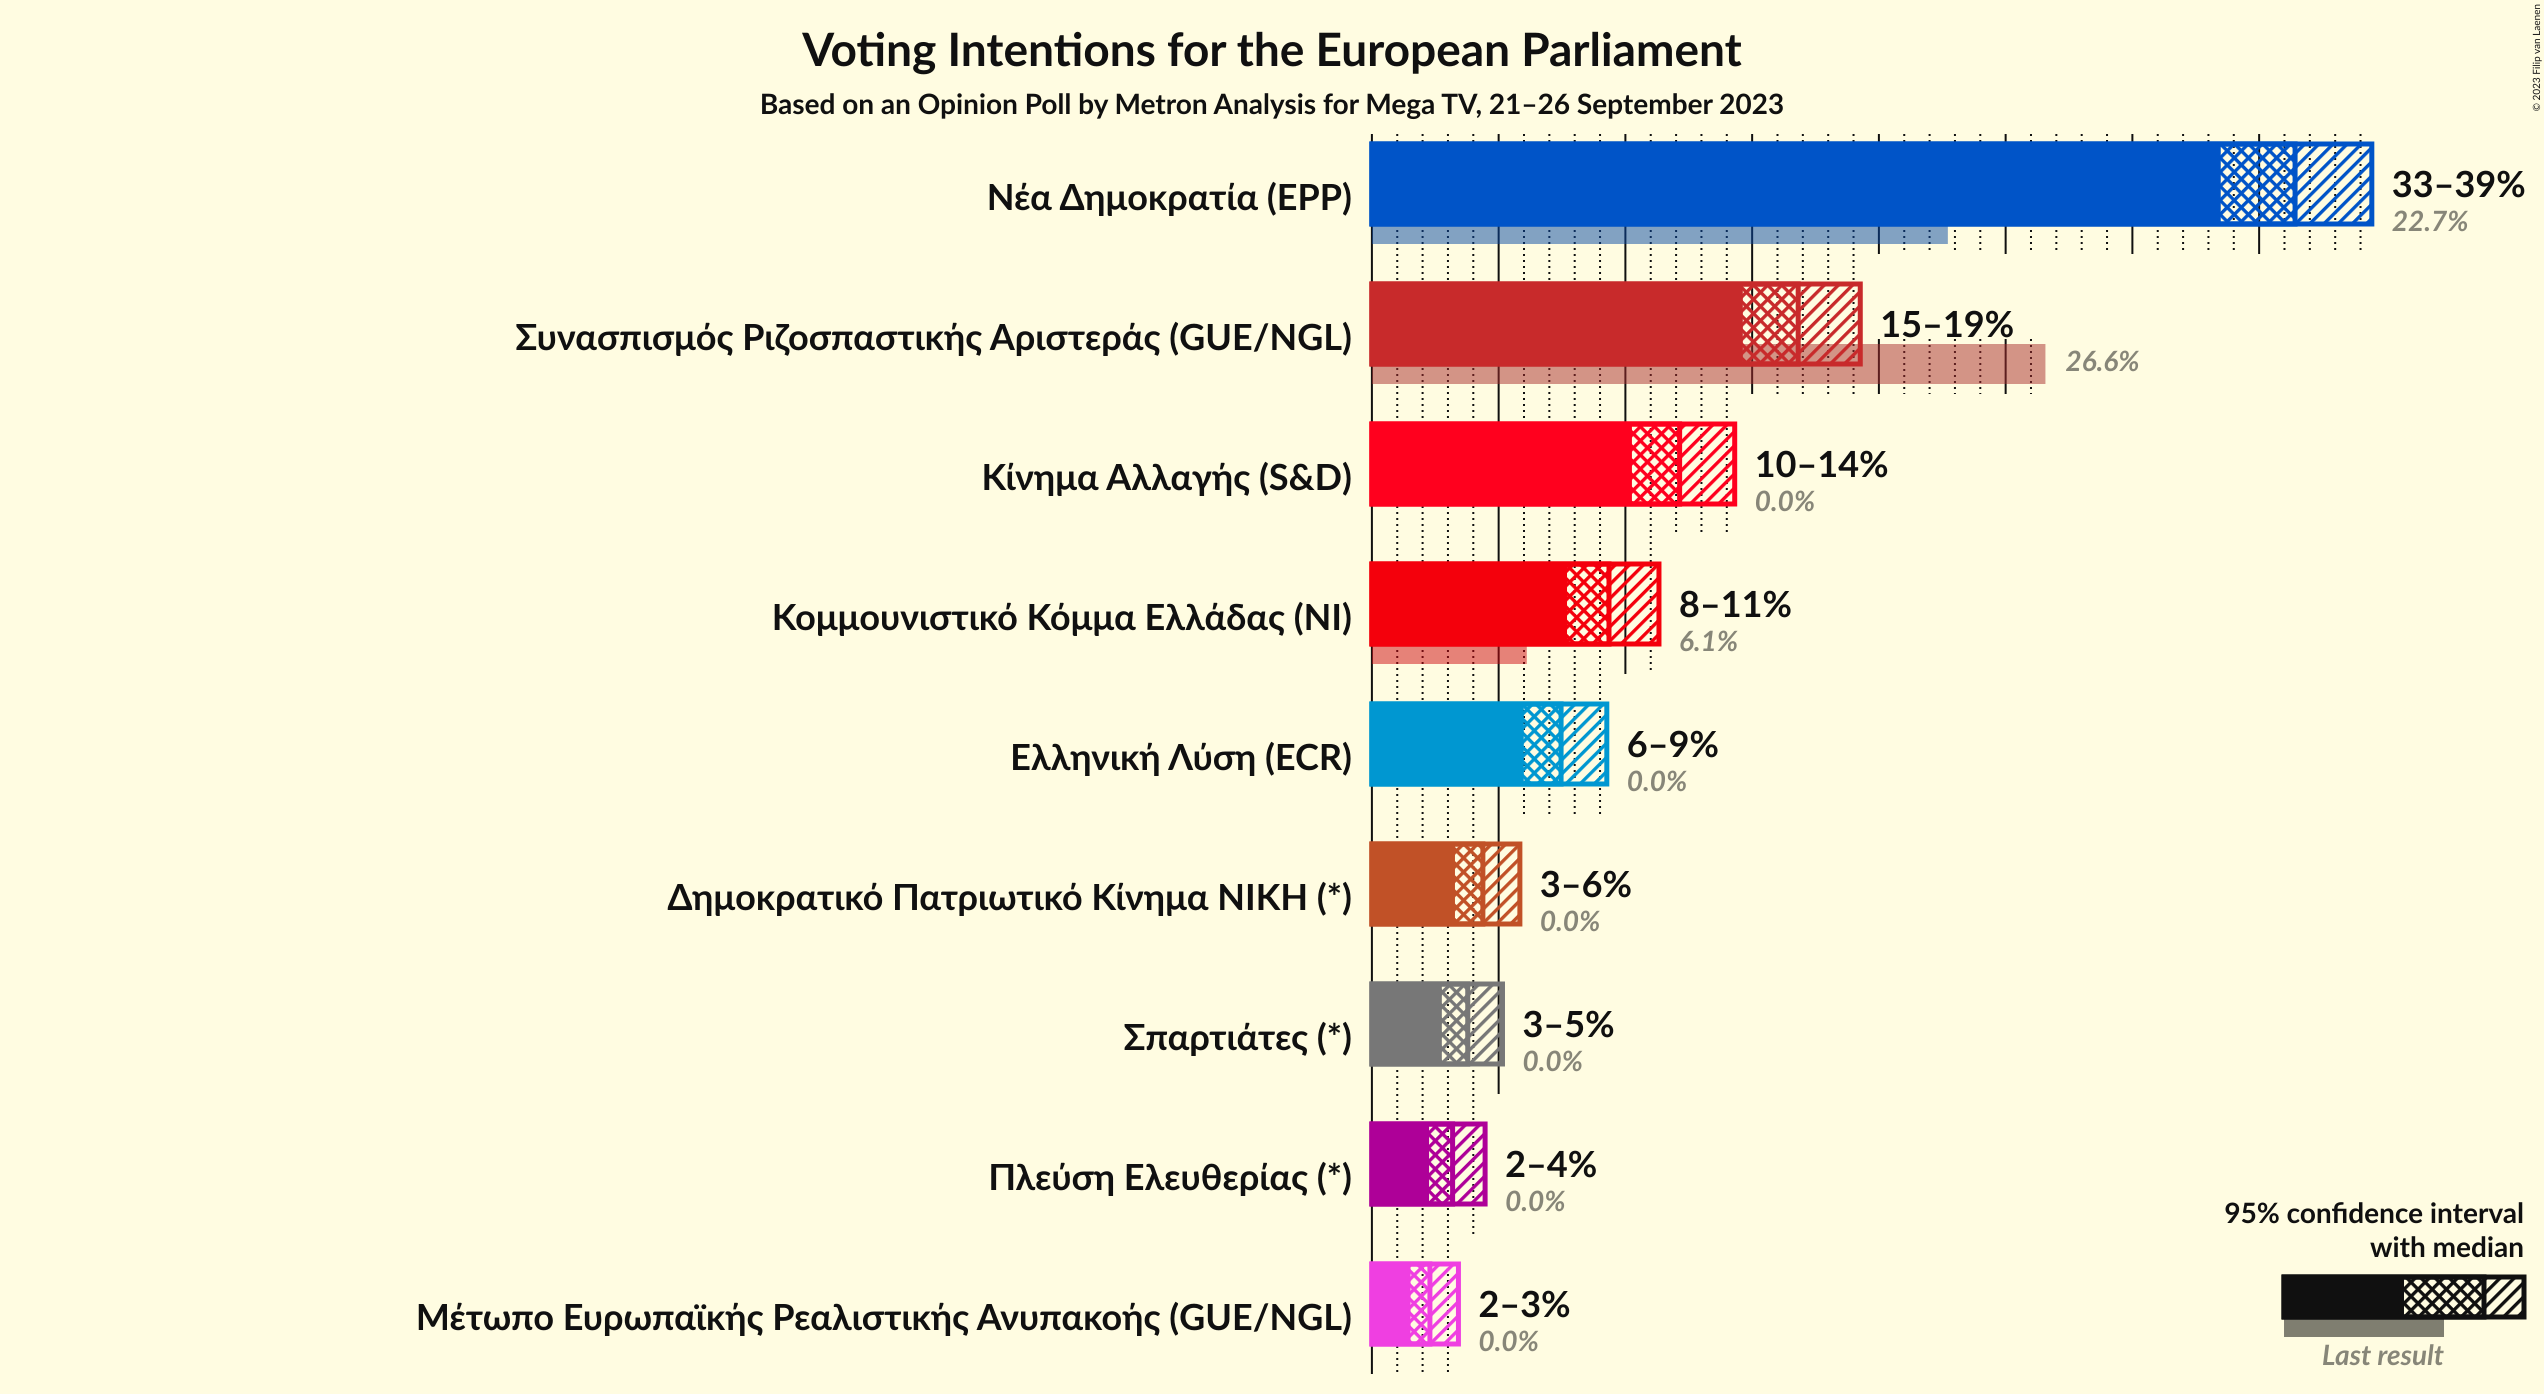 Voting Intentions for the European Parliament
Based on an Opinion Poll by Metron Analysis for Mega TV, 21–26 September 2023
© 2023 Filip van Laenen
Νέα Δημοκρατία (EPP)
33–39%
22.7%
Συνασπισμός Ριζοσπαστικής Αριστεράς (GUE/NGL)
15–19%
26.6%
Κίνημα Αλλαγής (S&D)
10–14%
0.0%
Κομμουνιστικό Κόμμα Ελλάδας (NI)
8–11%
6.1%
Ελληνική Λύση (ECR)
6–9%
0.0%
Δημοκρατικό Πατριωτικό Κίνημα ΝΙΚΗ (*)
3–6%
0.0%
Σπαρτιάτες (*)
3–5%
0.0%
Πλεύση Ελευθερίας (*)
2–4%
0.0%
Μέτωπο Ευρωπαϊκής Ρεαλιστικής Ανυπακοής (GUE/NGL)
2–3%
0.0%
95% confidence interval
with median
Last result